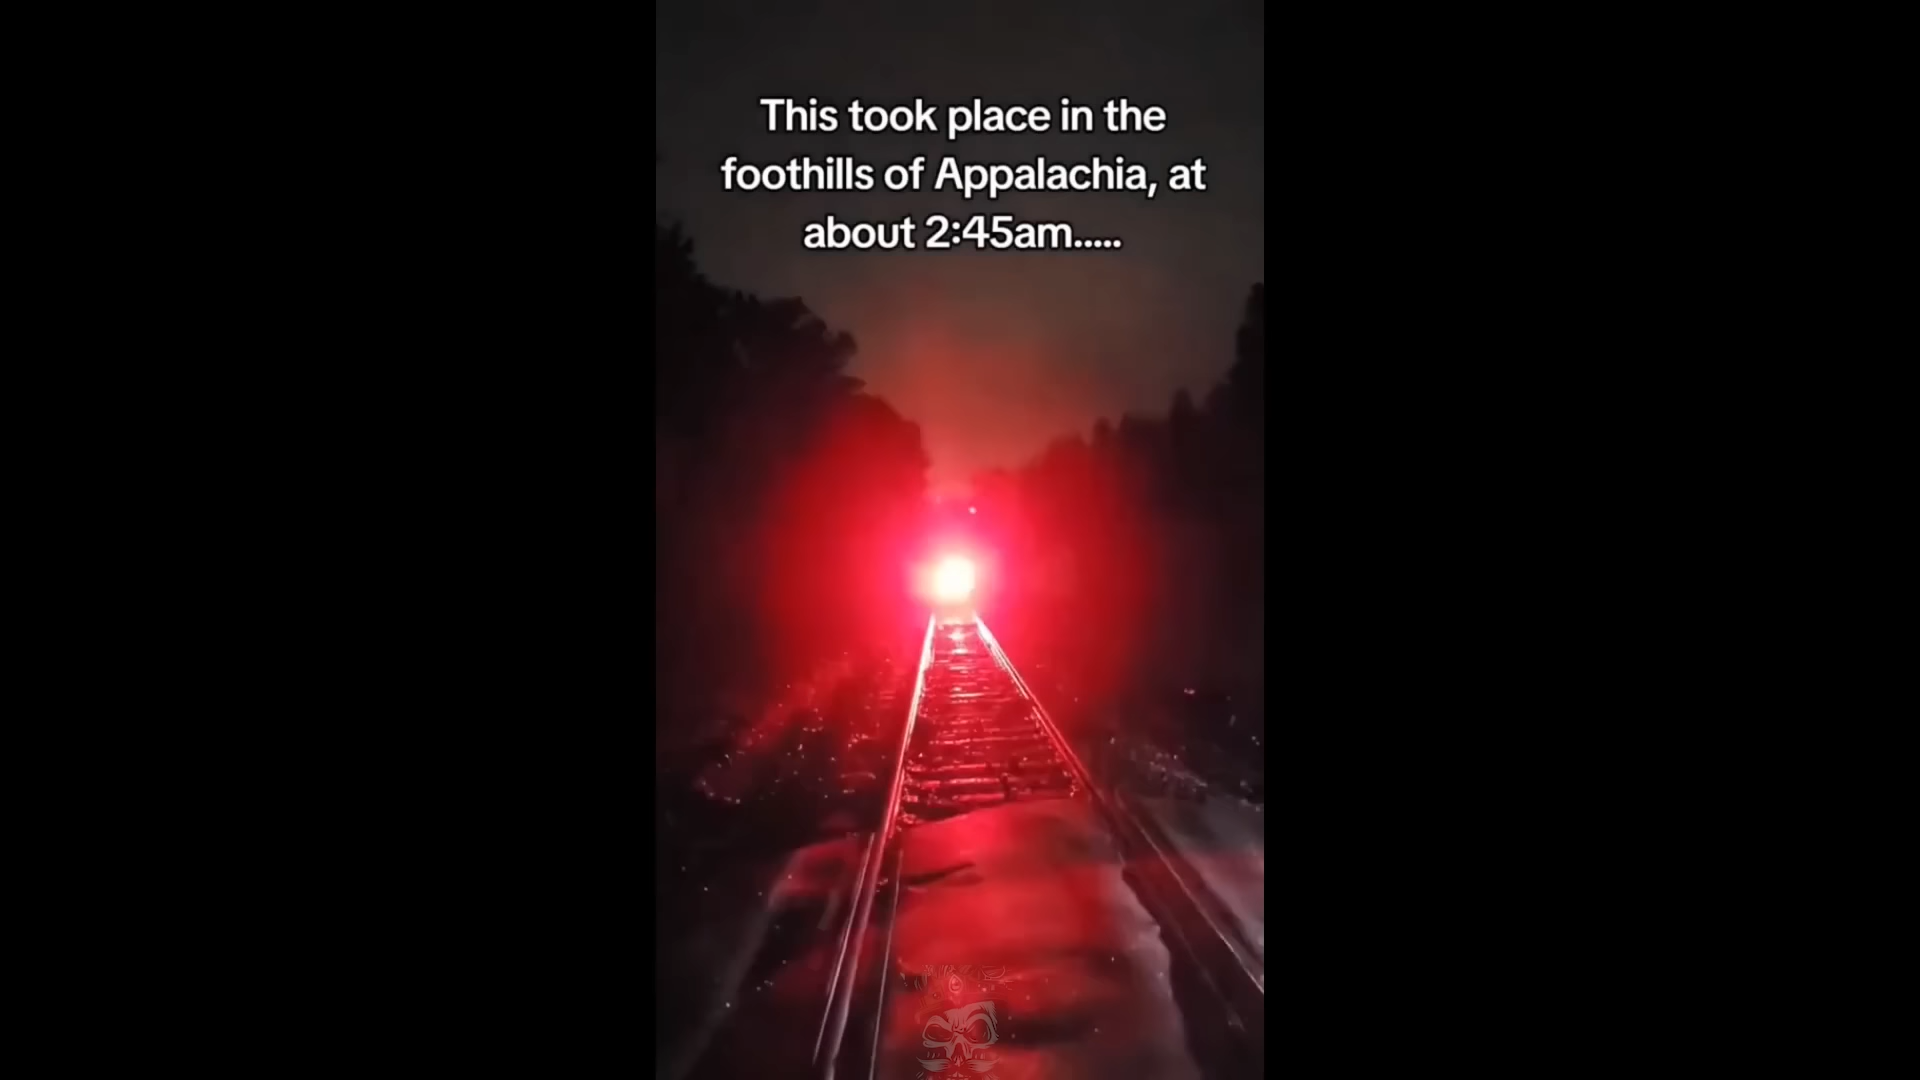 This took place in the
foothills of Appalachia, at
about 2:45am.....